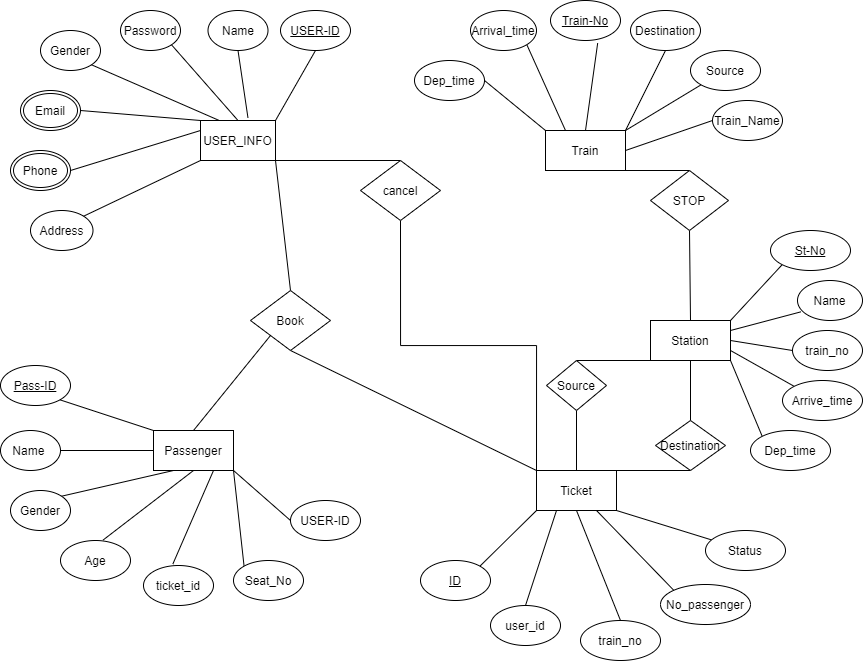 Password
Name
USER-ID
Arrival_time
Train-No
Destination
Gender
Dep_time
Source
Email
Train_Name
USER_INFO
Train
Phone
cancel
STOP
Address
St-No
Name
Book
Station
train_no
Pass-ID
Source
Arrive_time
Name
Passenger
Destination
Dep_time
Ticket
Gender
USER-ID
Age
Status
ticket_id
Seat_No
ID
No_passenger
user_id
train_no